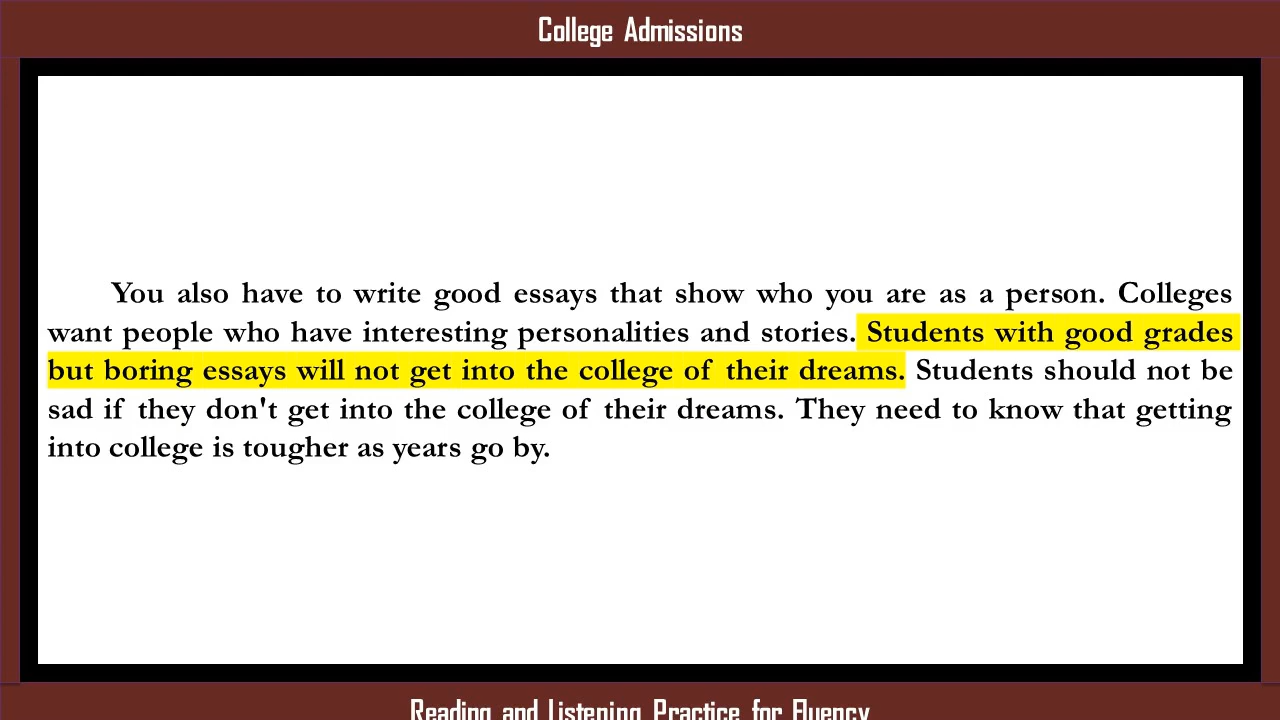 College Admissions
You also have to write good essays that show who you are as a person. Colleges
want people who have interesting personalities and stories. Students with good grades
but boring essays will not get into the college of their dreams. Students should not be
sad if they don't get into the college of their dreams. They need to know that getting
into college is tougher as years go by.
Reading and Listening Practice for Fluency